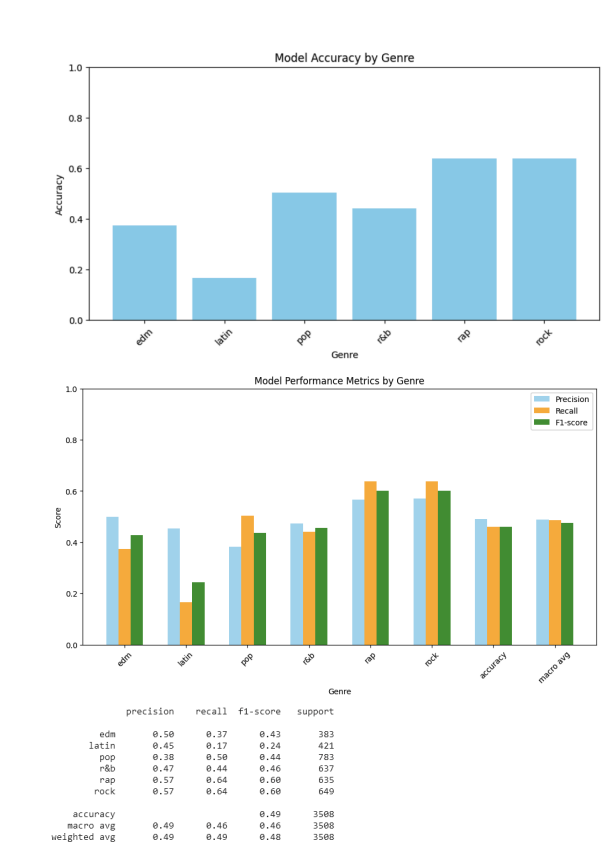 Model Accuracy by Genre
1.0
0.8
0.6
0.4
0.2
0.0
Accuracy
edm latin pop r&b rap rock
Genre
Model Performance Metrics by Genre
1.0
0.8
0.6
0.4
0.2
0.0
Score
Precision
Recall
F1-score
edm latin pop r&b rap rock accuracy macro avg
Genre
precision recall f1-score support
edm 0.50 0.37 0.43 383
latin 0.45 0.17 0.24 421
pop 0.38 0.50 0.44 783
r&b 0.47 0.44 0.46 637
rap 0.57 0.64 0.60 635
rock 0.57 0.64 0.60 649
accuracy 0.49 3508
macro avg 0.49 0.46 0.46 3508
weighted avg 0.49 0.49 0.48 3508